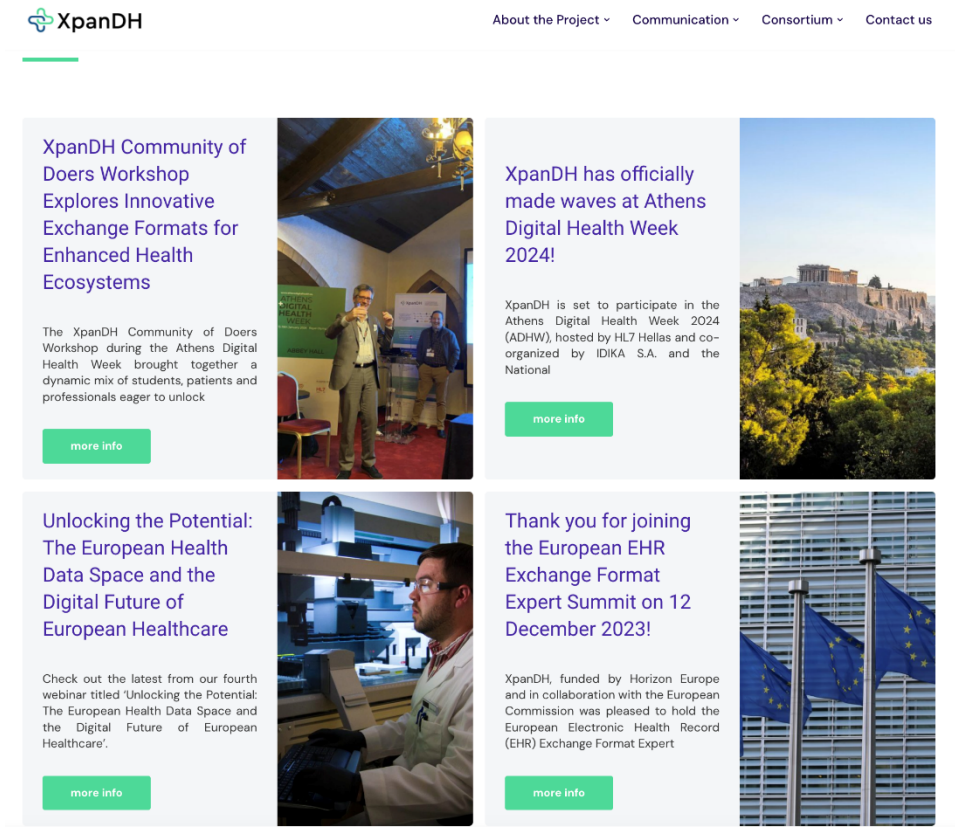 XpanDH
About the Project
Communication
Consortium
Contact us
XpanDH Community of
Doers Workshop
Explores Innovative
Exchange Formats for
Enhanced Health
Ecosystems
The XpanDH Community of Doers
Workshop during the Athens Digital
Health Week brought together a
dynamic mix of students, patients and
professionals eager to unlock
more info
ATHENS
DIGITAL
HEALTH
WEEK
XpanDH
XpanDH has officially
made waves at Athens
Digital Health Week
2024!
XpanDH is set to participate in the
Athens Digital Health Week 2024
(ADHW), hosted by HL7 Hellas and co-
organized by IDIKA S.A. and the
National
more info
Unlocking the Potential:
The European Health
Data Space and the
Digital Future of
European Healthcare
Check out the latest from our fourth
webinar titled ‘Unlocking the Potential:
The European Health Data Space and
the Digital Future of European
Healthcare’.
more info
Thank you for joining
the European EHR
Exchange Format
Expert Summit on 12
December 2023!
XpanDH, funded by Horizon Europe
and in collaboration with the European
Commission was pleased to hold the
European Electronic Health Record
(EHR) Exchange Format Expert
more info